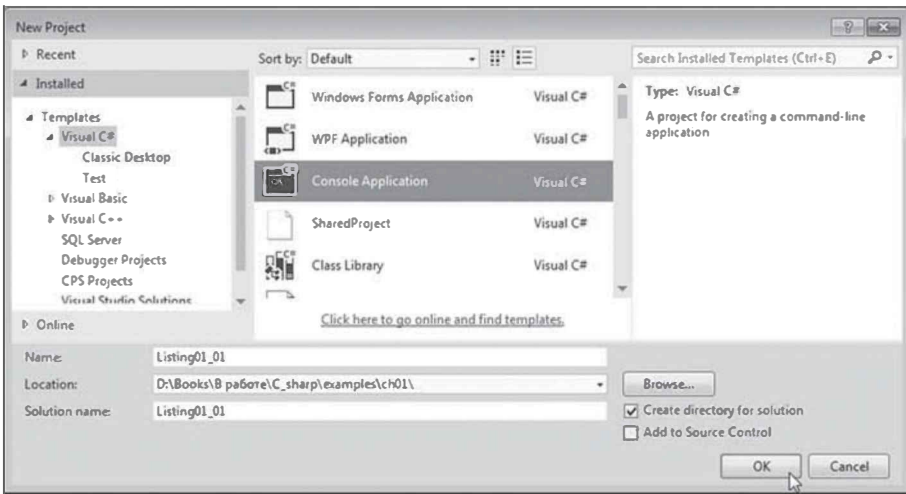 New Project
Recent
Sort by: Default
Search Installed Templates (Ctrl+E)
Installed
Templates
Visual C#
Classic Desktop
Test
Visual Basic
Visual C++
SQL Server
Debugger Projects
CPS Projects
Visual Studio Solutions
Online
Windows Forms Application Visual C#
WPF Application Visual C#
Console Application Visual C#
SharedProject Visual C#
Class Library Visual C#
Click here to go online and find templates.
Type: Visual C#
A project for creating a command-line
application
Name: Listing01_01
Location: D:\Books\В работе\C_sharp\examples\ch01\
Browse...
Solution name: Listing01_01
Create directory for solution
Add to Source Control
OK Cancel